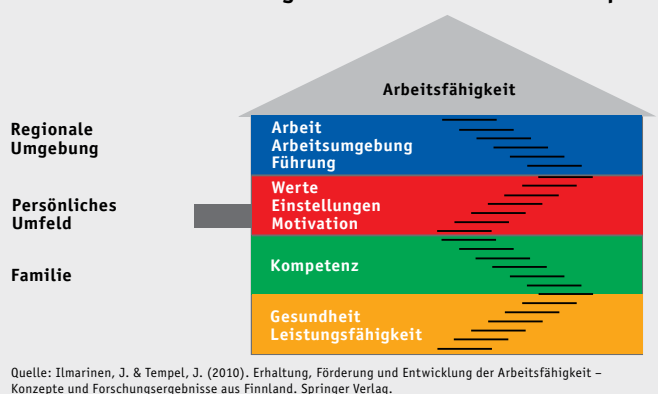 Arbeitsfähigkeit
Regionale
Umgebung
Arbeit
Arbeitsumgebung
Führung
Persönliches
Umfeld
Werte
Einstellungen
Motivation
Familie
Kompetenz
Gesundheit
Leistungsfähigkeit
Quelle: Ilmarinen, J. & Tempel, J. (2010). Erhaltung, Förderung und Entwicklung der Arbeitsfähigkeit –
Konzepte und Forschungsergebnisse aus Finnland. Springer Verlag.